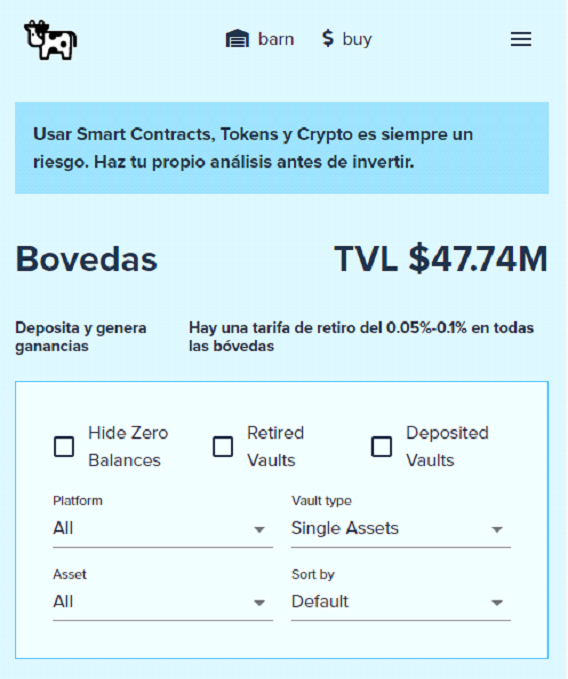 barn $ buy
Usar Smart Contracts, Tokens y Crypto es siempre un
riesgo. Haz tu propio análisis antes de invertir.
Bovedas TVL $47.74M
Deposita y genera
ganancias
Hay una tarifa de retiro del 0.05%-0.1% en todas
las bóvedas
Hide Zero
Balances
Retired
Vaults
Deposited
Vaults
Platform
All
Vault type
Single Assets
Asset
All
Sort by
Default